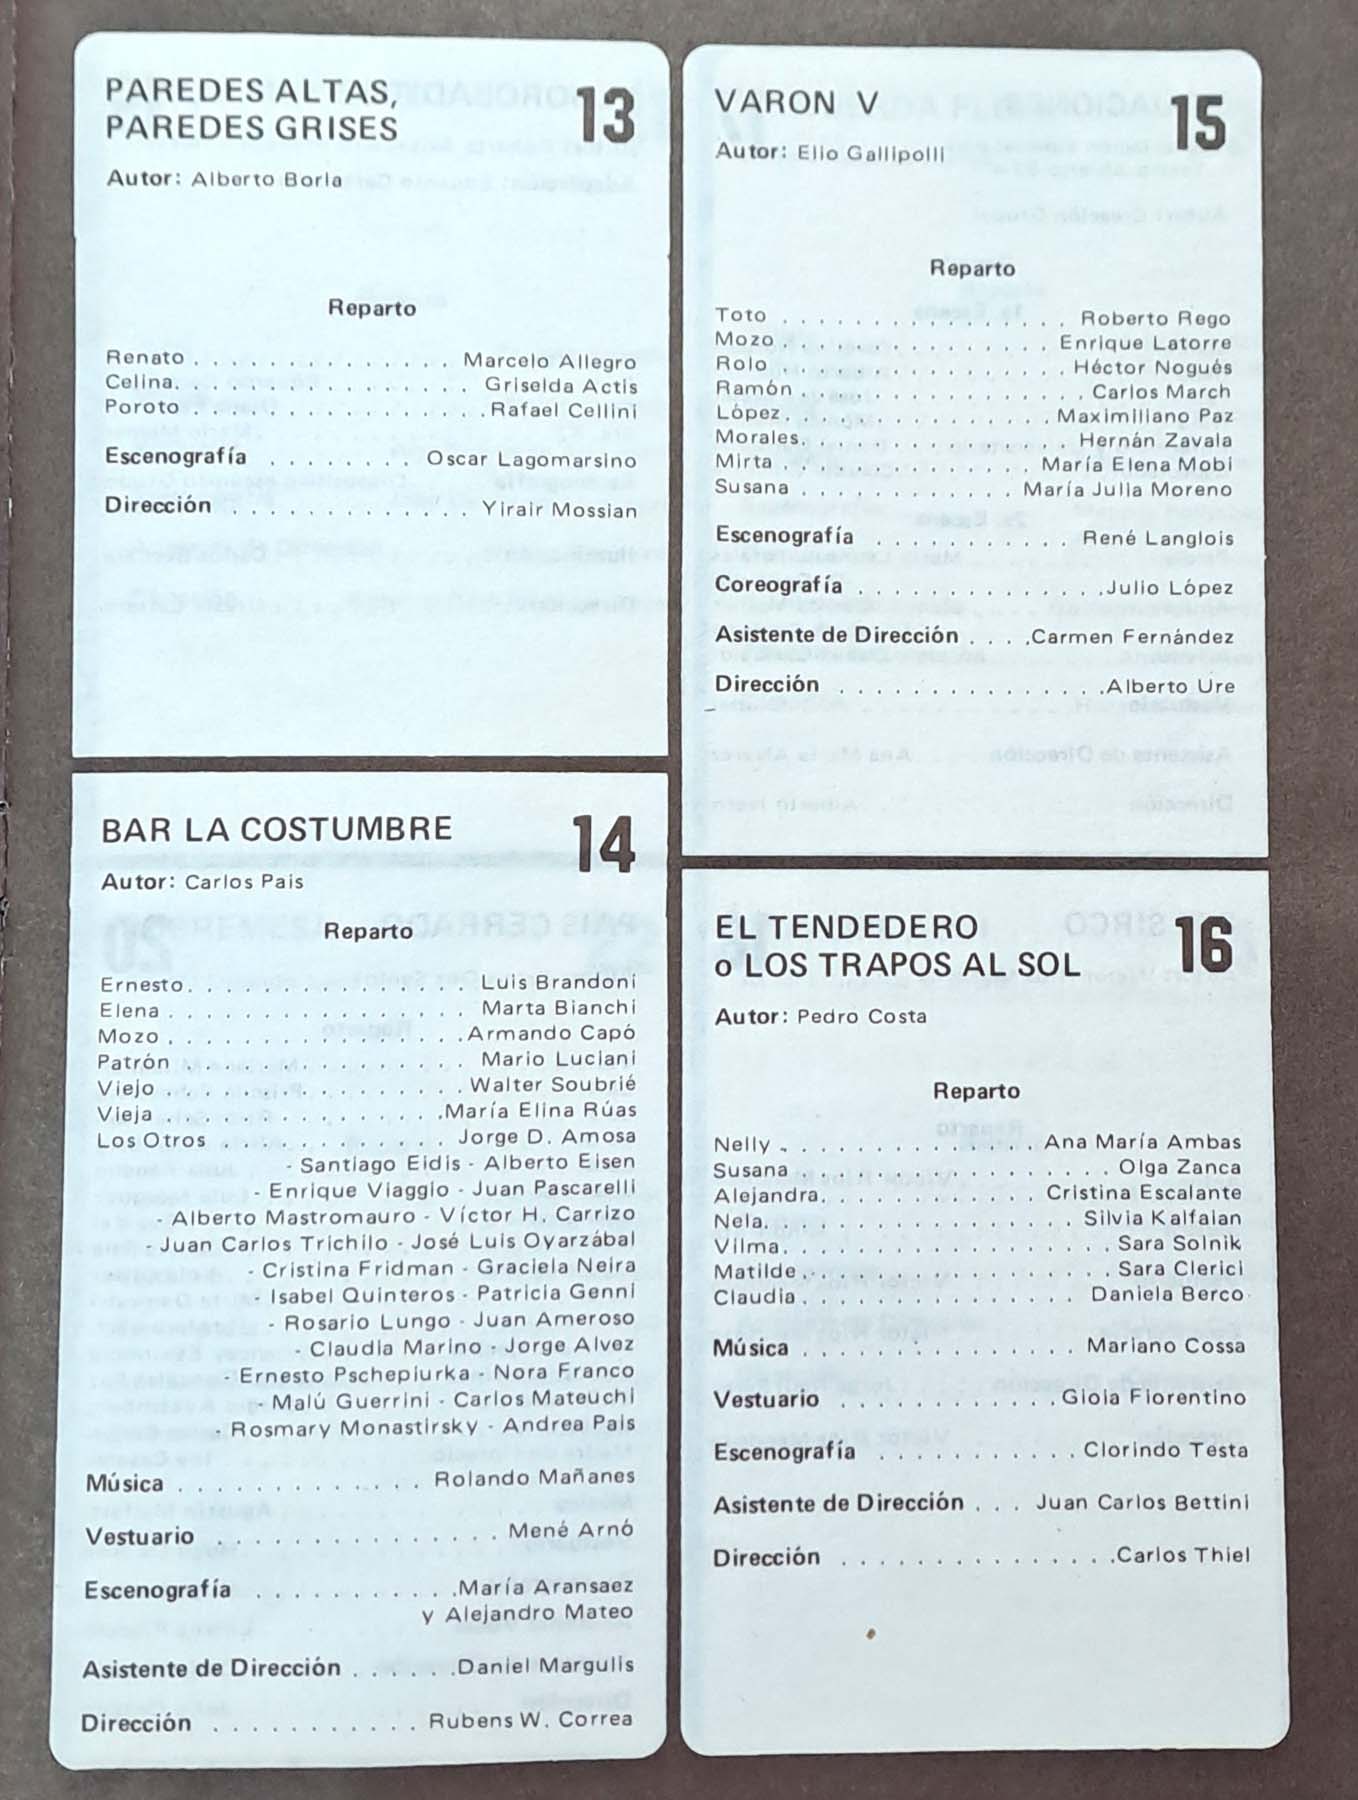 PAREDES ALTAS,
PAREDES GRISES
13
Autor: Alberto Borla
Reparto
Renato . . . . . . . . . . . . . . . Marcelo Allegro
Celina. . . . . . . . . . . . . . . . Griselda Actis
Poroto . . . . . . . . . . . . . . . . Rafael Cellini
Escenografía . . . . . . . . Oscar Lagomarsino
Dirección . . . . . . . . . . . . . Yirair Mossian
BAR LA COSTUMBRE
14
Autor: Carlos Pais
Reparto
Ernesto. . . . . . . . . . . . . . . Luis Brandoni
Elena . . . . . . . . . . . . . . . . Marta Bianchi
Mozo . . . . . . . . . . . . . . . . .Armando Capó
Patrón . . . . . . . . . . . . . . . Mario Luciani
Viejo . . . . . . . . . . . . . . . . Walter Soubrié
Vieja . . . . . . . . . . . . . . .María Elina Rúas
Los Otros . . . . . . . . . . . . Jorge D. Amosa
- Santiago Eidis - Alberto Eisen
- Enrique Viaggio - Juan Pascarelli
- Alberto Mastromauro - Víctor H. Carrizo
- Juan Carlos Trichilo - José Luis Oyarzábal
- Cristina Fridman - Graciela Neira
- Isabel Quinteros - Patricia Genni
- Rosario Lungo - Juan Ameroso
- Claudia Marino - Jorge Alvez
- Ernesto Pschepiurka - Nora Franco
- Malú Guerrini - Carlos Mateuchi
- Rosmary Monastirsky - Andrea Pais
Música . . . . . . . . . . . . . Rolando Mañanes
Vestuario . . . . . . . . . . . . . . . Mené Arnó
Escenografía . . . . . . . . . . .María Aransaez
y Alejandro Mateo
Asistente de Dirección . . . . . .Daniel Margulis
Dirección . . . . . . . . . . . Rubens W. Correa
VARON V
15
Autor: Elio Gallipolli
Reparto
Toto . . . . . . . . . . . . . . . . Roberto Rego
Mozo . . . . . . . . . . . . . . . Enrique Latorre
Rolo . . . . . . . . . . . . . . . . Héctor Nogués
Ramón . . . . . . . . . . . . . . . Carlos March
López. . . . . . . . . . . . . . . Maximiliano Paz
Morales. . . . . . . . . . . . . . . Hernán Zavala
Mirta . . . . . . . . . . . . . . María Elena Mobi
Susana . . . . . . . . . . . . María Julia Moreno
Escenografía . . . . . . . . . . . René Langlois
Coreografía . . . . . . . . . . . . . .Julio López
Asistente de Dirección . . . .Carmen Fernández
Dirección . . . . . . . . . . . . . . .Alberto Ure
EL TENDEDERO
o LOS TRAPOS AL SOL
16
Autor: Pedro Costa
Reparto
Nelly . . . . . . . . . . . . . . Ana María Ambas
Susana . . . . . . . . . . . . . . . . . Olga Zanca
Alejandra. . . . . . . . . . . . Cristina Escalante
Nela. . . . . . . . . . . . . . . . . Silvia Kalfaian
Vilma. . . . . . . . . . . . . . . . . . Sara Solnik
Matilde . . . . . . . . . . . . . . . . Sara Clerici
Claudia . . . . . . . . . . . . . . . Daniela Berco
Música . . . . . . . . . . . . . . . Mariano Cossa
Vestuario . . . . . . . . . . . .Gioia Fiorentino
Escenografía . . . . . . . . . . . Clorindo Testa
Asistente de Dirección . . . Juan Carlos Bettini
Dirección . . . . . . . . . . . . . . .Carlos Thiel